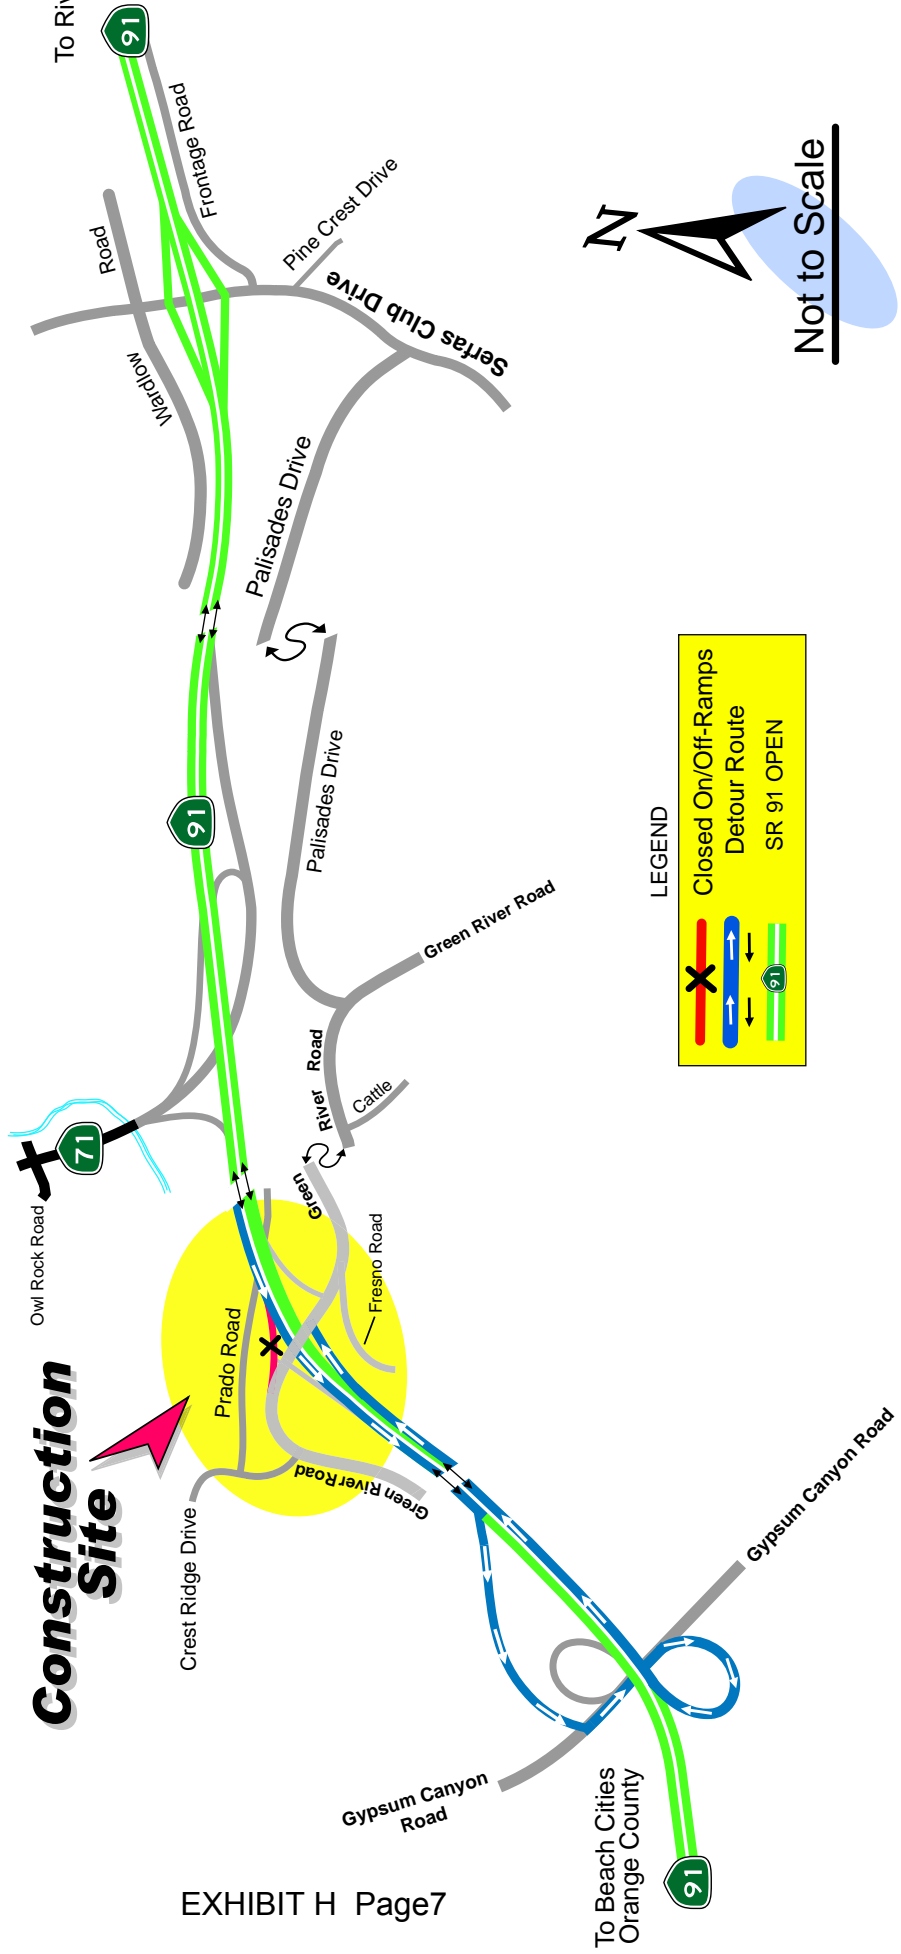 To Riv
91
Frontage Road
Road
Wardlow
Pine Crest Drive
Serfas Club Drive
Palisades Drive
91
Palisades Drive
Green River Road
River Road
Cattle
Green
71
Owl Rock Road
Fresno Road
Prado Road
Construction
Site
Crest Ridge Drive
Green River Road
Gypsum Canyon Road
Gypsum Canyon
Road
To Beach Cities
Orange County
91
N
Not to Scale
LEGEND
Closed On/Off-Ramps
Detour Route
91
SR 91 OPEN
EXHIBIT H Page7